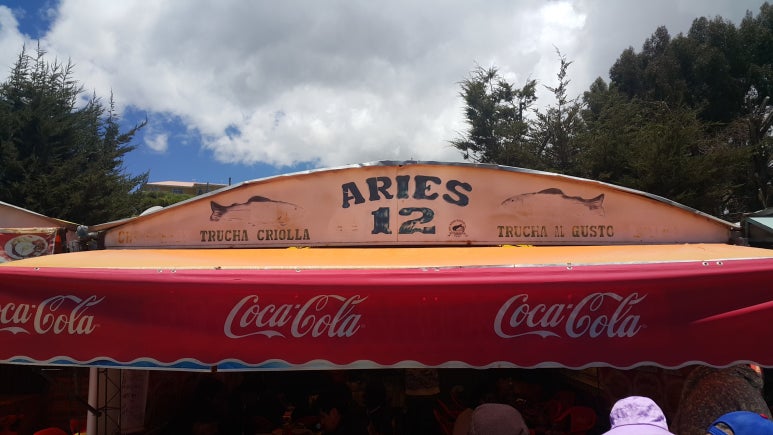 ARIES
12
TRUCHA CRIOLLA
TRUCHA AL GUSTO
Coca-Cola
Coca-Cola
Coca-Cola